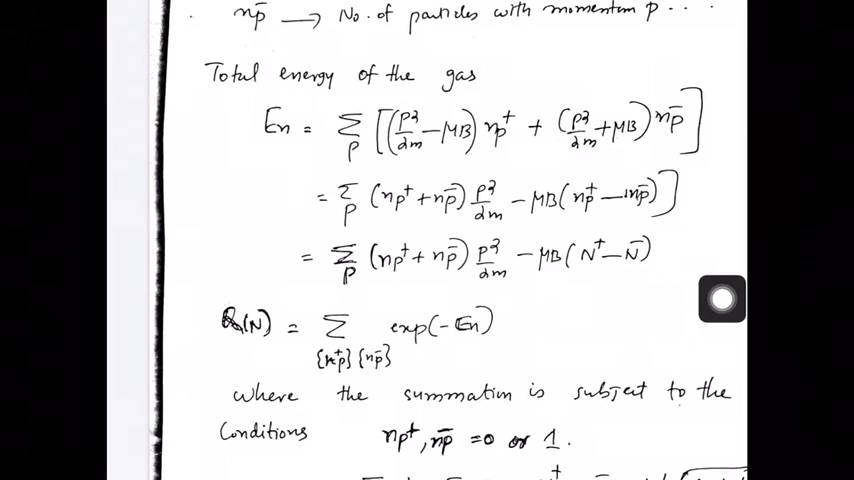 np̄ → No. of particles with momentum p ...
Total energy of the gas
En = Σ_p [(p²/2m − μB) np⁺ + (p²/2m + μB) np̄]
= Σ_p (np⁺ + np̄) p²/2m − μB(np⁺ − np̄)]
= Σ_p (np⁺ + np̄) p²/2m − μB(N⁺ − N̄)
Q(N) = Σ_{np⁺}{np̄} exp(−En)
where the summation is subject to the
Conditions np⁺, np̄ = 0 or 1.